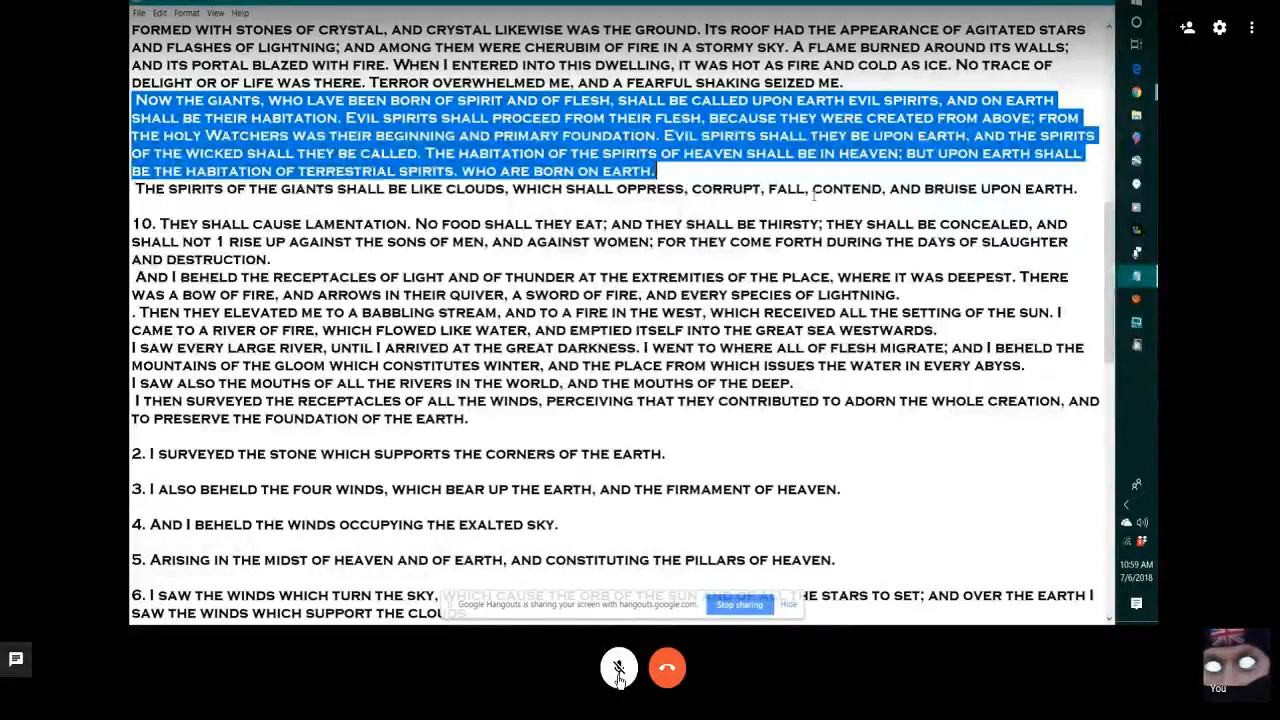 File Edit Format View Help
FORMED WITH STONES OF CRYSTAL, AND CRYSTAL LIKEWISE WAS THE GROUND. ITS ROOF HAD THE APPEARANCE OF AGITATED STARS
AND FLASHES OF LIGHTNING; AND AMONG THEM WERE CHERUBIM OF FIRE IN A STORMY SKY. A FLAME BURNED AROUND ITS WALLS;
AND ITS PORTAL BLAZED WITH FIRE. WHEN I ENTERED INTO THIS DWELLING, IT WAS HOT AS FIRE AND COLD AS ICE. NO TRACE OF
DELIGHT OR OF LIFE WAS THERE. TERROR OVERWHELMED ME, AND A FEARFUL SHAKING SEIZED ME.
NOW THE GIANTS, WHO LAVE BEEN BORN OF SPIRIT AND OF FLESH, SHALL BE CALLED UPON EARTH EVIL SPIRITS, AND ON EARTH
SHALL BE THEIR HABITATION. EVIL SPIRITS SHALL PROCEED FROM THEIR FLESH, BECAUSE THEY WERE CREATED FROM ABOVE; FROM
THE HOLY WATCHERS WAS THEIR BEGINNING AND PRIMARY FOUNDATION. EVIL SPIRITS SHALL THEY BE UPON EARTH, AND THE SPIRITS
OF THE WICKED SHALL THEY BE CALLED. THE HABITATION OF THE SPIRITS OF HEAVEN SHALL BE IN HEAVEN; BUT UPON EARTH SHALL
BE THE HABITATION OF TERRESTRIAL SPIRITS, WHO ARE BORN ON EARTH.
THE SPIRITS OF THE GIANTS SHALL BE LIKE CLOUDS, WHICH SHALL OPPRESS, CORRUPT, FALL, CONTEND, AND BRUISE UPON EARTH.
10. THEY SHALL CAUSE LAMENTATION. NO FOOD SHALL THEY EAT; AND THEY SHALL BE THIRSTY; THEY SHALL BE CONCEALED, AND
SHALL NOT 1 RISE UP AGAINST THE SONS OF MEN, AND AGAINST WOMEN; FOR THEY COME FORTH DURING THE DAYS OF SLAUGHTER
AND DESTRUCTION.
AND I BEHELD THE RECEPTACLES OF LIGHT AND OF THUNDER AT THE EXTREMITIES OF THE PLACE, WHERE IT WAS DEEPEST. THERE
WAS A BOW OF FIRE, AND ARROWS IN THEIR QUIVER, A SWORD OF FIRE, AND EVERY SPECIES OF LIGHTNING.
. THEN THEY ELEVATED ME TO A BABBLING STREAM, AND TO A FIRE IN THE WEST, WHICH RECEIVED ALL THE SETTING OF THE SUN. I
CAME TO A RIVER OF FIRE, WHICH FLOWED LIKE WATER, AND EMPTIED ITSELF INTO THE GREAT SEA WESTWARDS.
I SAW EVERY LARGE RIVER, UNTIL I ARRIVED AT THE GREAT DARKNESS. I WENT TO WHERE ALL OF FLESH MIGRATE; AND I BEHELD THE
MOUNTAINS OF THE GLOOM WHICH CONSTITUTES WINTER, AND THE PLACE FROM WHICH ISSUES THE WATER IN EVERY ABYSS.
I SAW ALSO THE MOUTHS OF ALL THE RIVERS IN THE WORLD, AND THE MOUTHS OF THE DEEP.
I THEN SURVEYED THE RECEPTACLES OF ALL THE WINDS, PERCEIVING THAT THEY CONTRIBUTED TO ADORN THE WHOLE CREATION, AND
TO PRESERVE THE FOUNDATION OF THE EARTH.
2. I SURVEYED THE STONE WHICH SUPPORTS THE CORNERS OF THE EARTH.
3. I ALSO BEHELD THE FOUR WINDS, WHICH BEAR UP THE EARTH, AND THE FIRMAMENT OF HEAVEN.
4. AND I BEHELD THE WINDS OCCUPYING THE EXALTED SKY.
5. ARISING IN THE MIDST OF HEAVEN AND OF EARTH, AND CONSTITUTING THE PILLARS OF HEAVEN.
6. I SAW THE WINDS WHICH TURN THE SKY, WHICH CAUSE THE ORB OF THE SUN AND OF ALL THE STARS TO SET; AND OVER THE EARTH I
SAW THE WINDS WHICH SUPPORT THE CLOUDS.
Google Hangouts is sharing your screen with hangouts.google.com. Stop sharing Hide
10:59 AM
7/6/2018
You